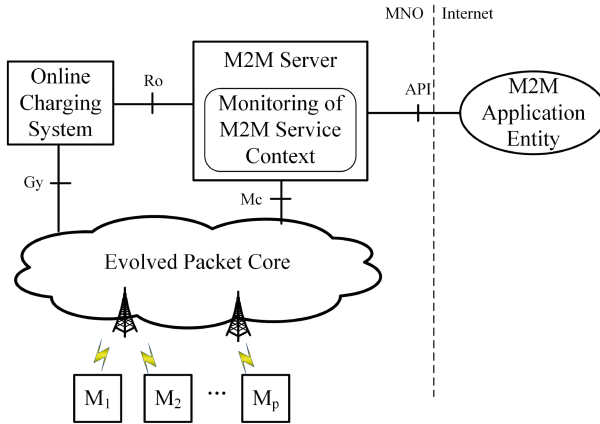 MNO
Internet
Online
Charging
System
Ro
M2M Server
Monitoring of
M2M Service
Context
API
M2M
Application
Entity
Gy
Mc
Evolved Packet Core
M1
M2
...
Mp